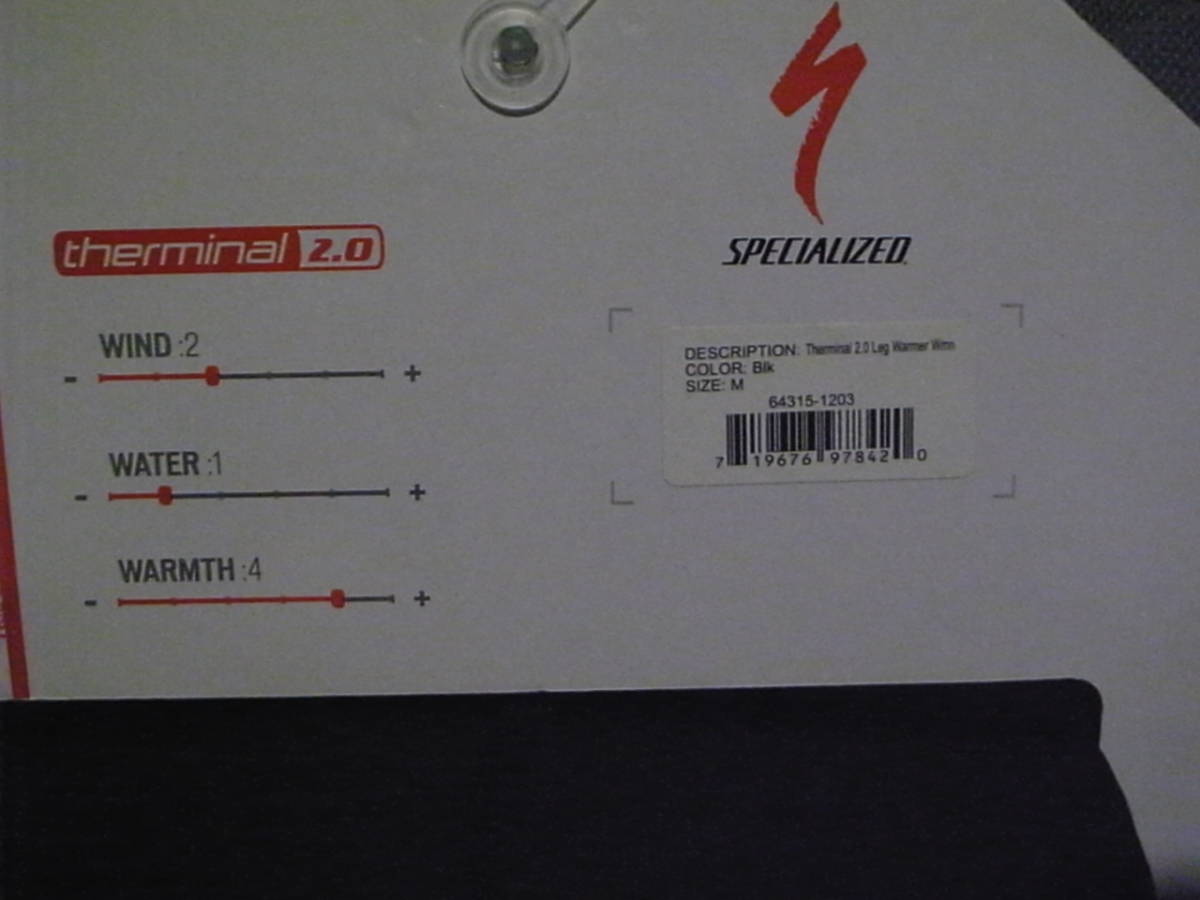 therminal 2.0
WIND :2
- +
WATER :1
- +
WARMTH :4
- +
SPECIALIZED
DESCRIPTION: Therminal 2.0 Leg Warmer Wmn
COLOR: Blk
SIZE: M
64315-1203
7 19676 97842 0